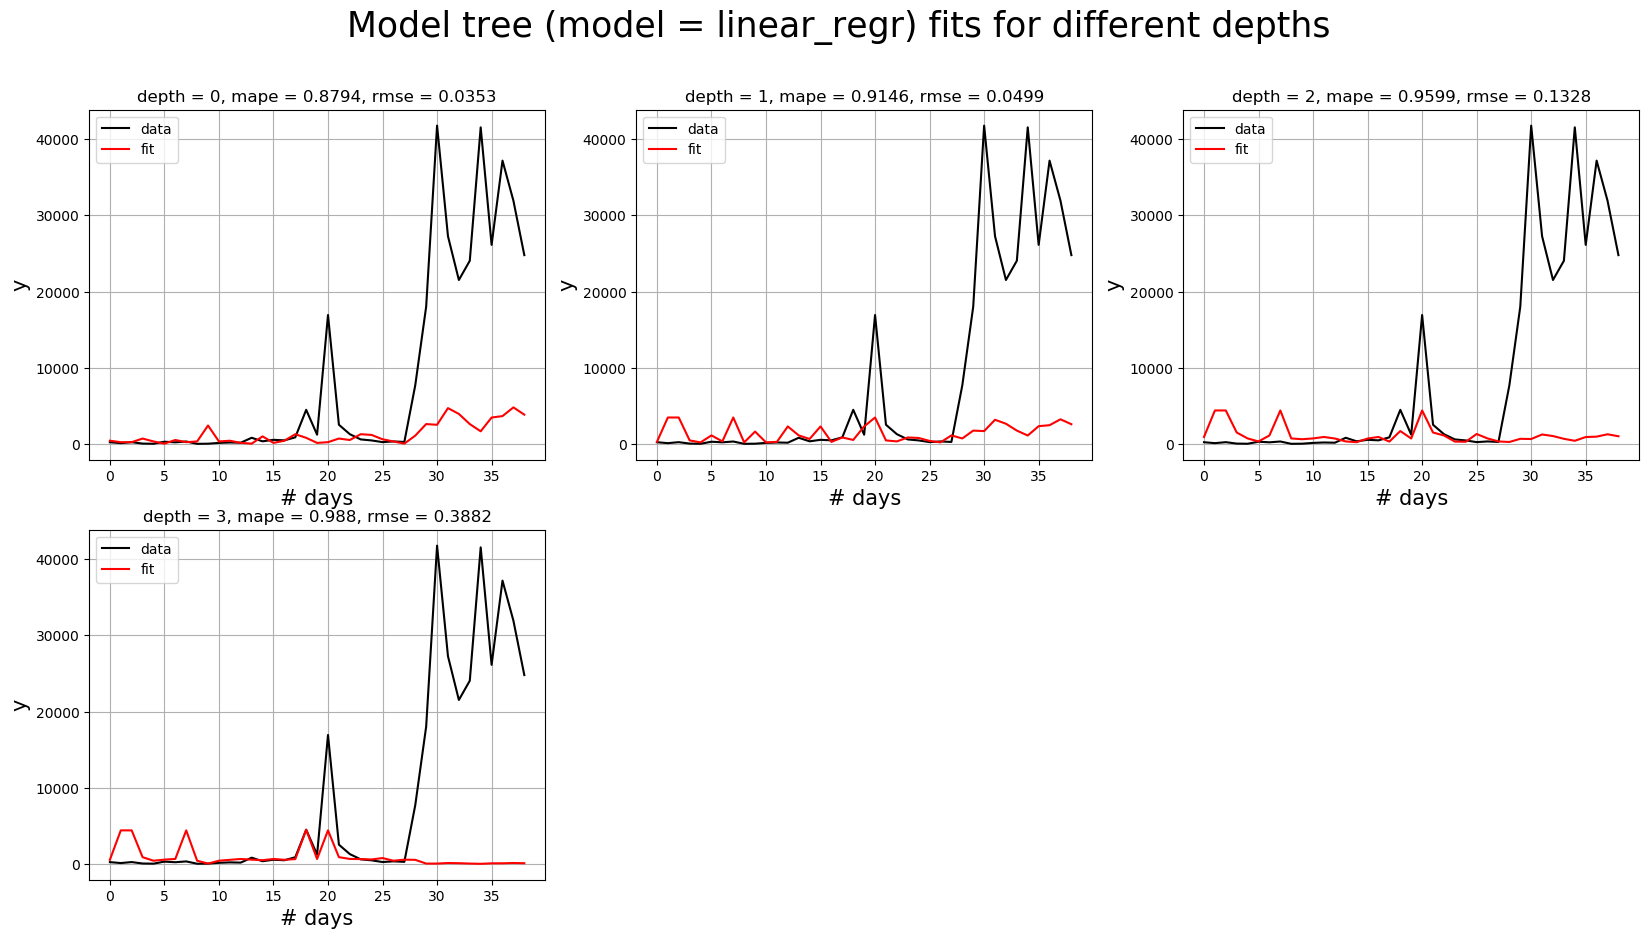 Model tree (model = linear_regr) fits for different depths
depth = 0, mape = 0.8794, rmse = 0.0353
data
fit
y
40000
30000
20000
10000
0
0 5 10 15 20 25 30 35
# days
depth = 1, mape = 0.9146, rmse = 0.0499
data
fit
y
40000
30000
20000
10000
0
0 5 10 15 20 25 30 35
# days
depth = 2, mape = 0.9599, rmse = 0.1328
data
fit
y
40000
30000
20000
10000
0
0 5 10 15 20 25 30 35
# days
depth = 3, mape = 0.988, rmse = 0.3882
data
fit
y
40000
30000
20000
10000
0
0 5 10 15 20 25 30 35
# days